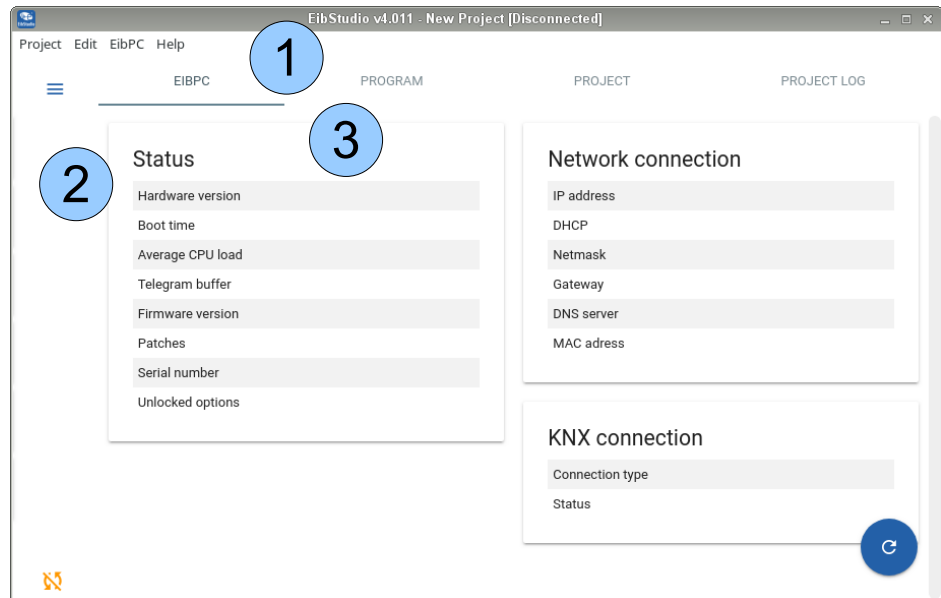 EibStudio v4.011 - New Project [Disconnected]
Project Edit EibPC Help
1
EIBPC PROGRAM PROJECT PROJECT LOG
3
2
Status
Hardware version
Boot time
Average CPU load
Telegram buffer
Firmware version
Patches
Serial number
Unlocked options
Network connection
IP address
DHCP
Netmask
Gateway
DNS server
MAC adress
KNX connection
Connection type
Status